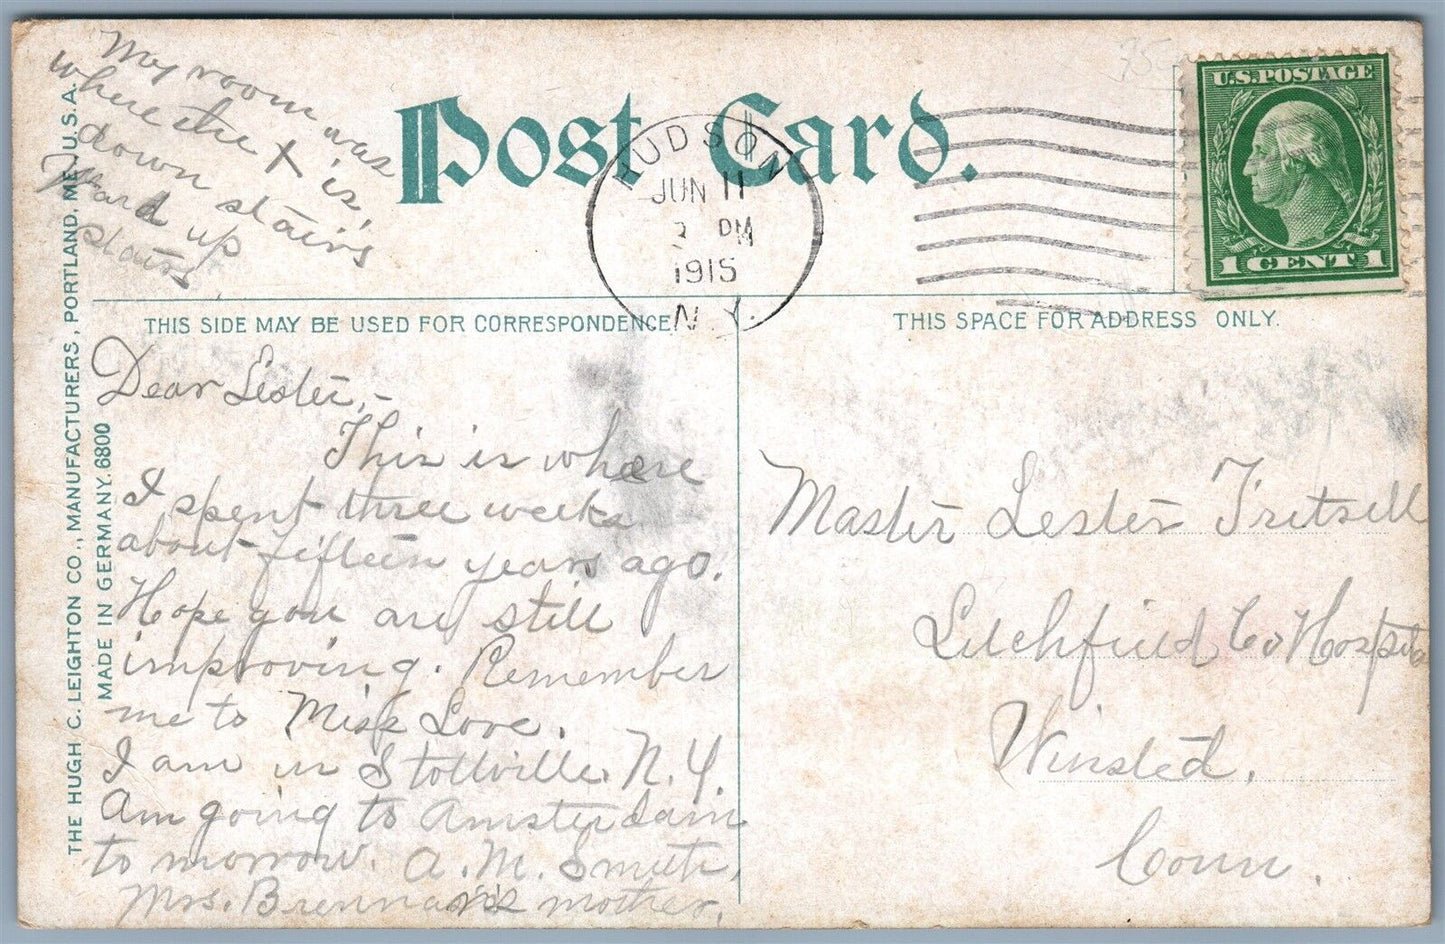 My room was
where the X is,
down stairs
Ward up
stairs
Post Card.
HUDSON
JUN 11
PM
1915
N.Y.
U.S. POSTAGE
1 CENT 1
THIS SIDE MAY BE USED FOR CORRESPONDENCE
THIS SPACE FOR ADDRESS ONLY.
THE HUGH C. LEIGHTON CO., MANUFACTURERS, PORTLAND, ME., U.S.A.
MADE IN GERMANY. 6800
Dear Lester,-
This is where
I spent three weeks
about fifteen years ago.
Hope you are still
improving. Remember
me to Miss Love.
I am in Stottville. N.Y.
Am going to Amsterdam
to morrow. A. M. Smith,
Mrs. Brennan's mother.
Master Lester
Litchfield Co Hospital
Winsted,
Conn.